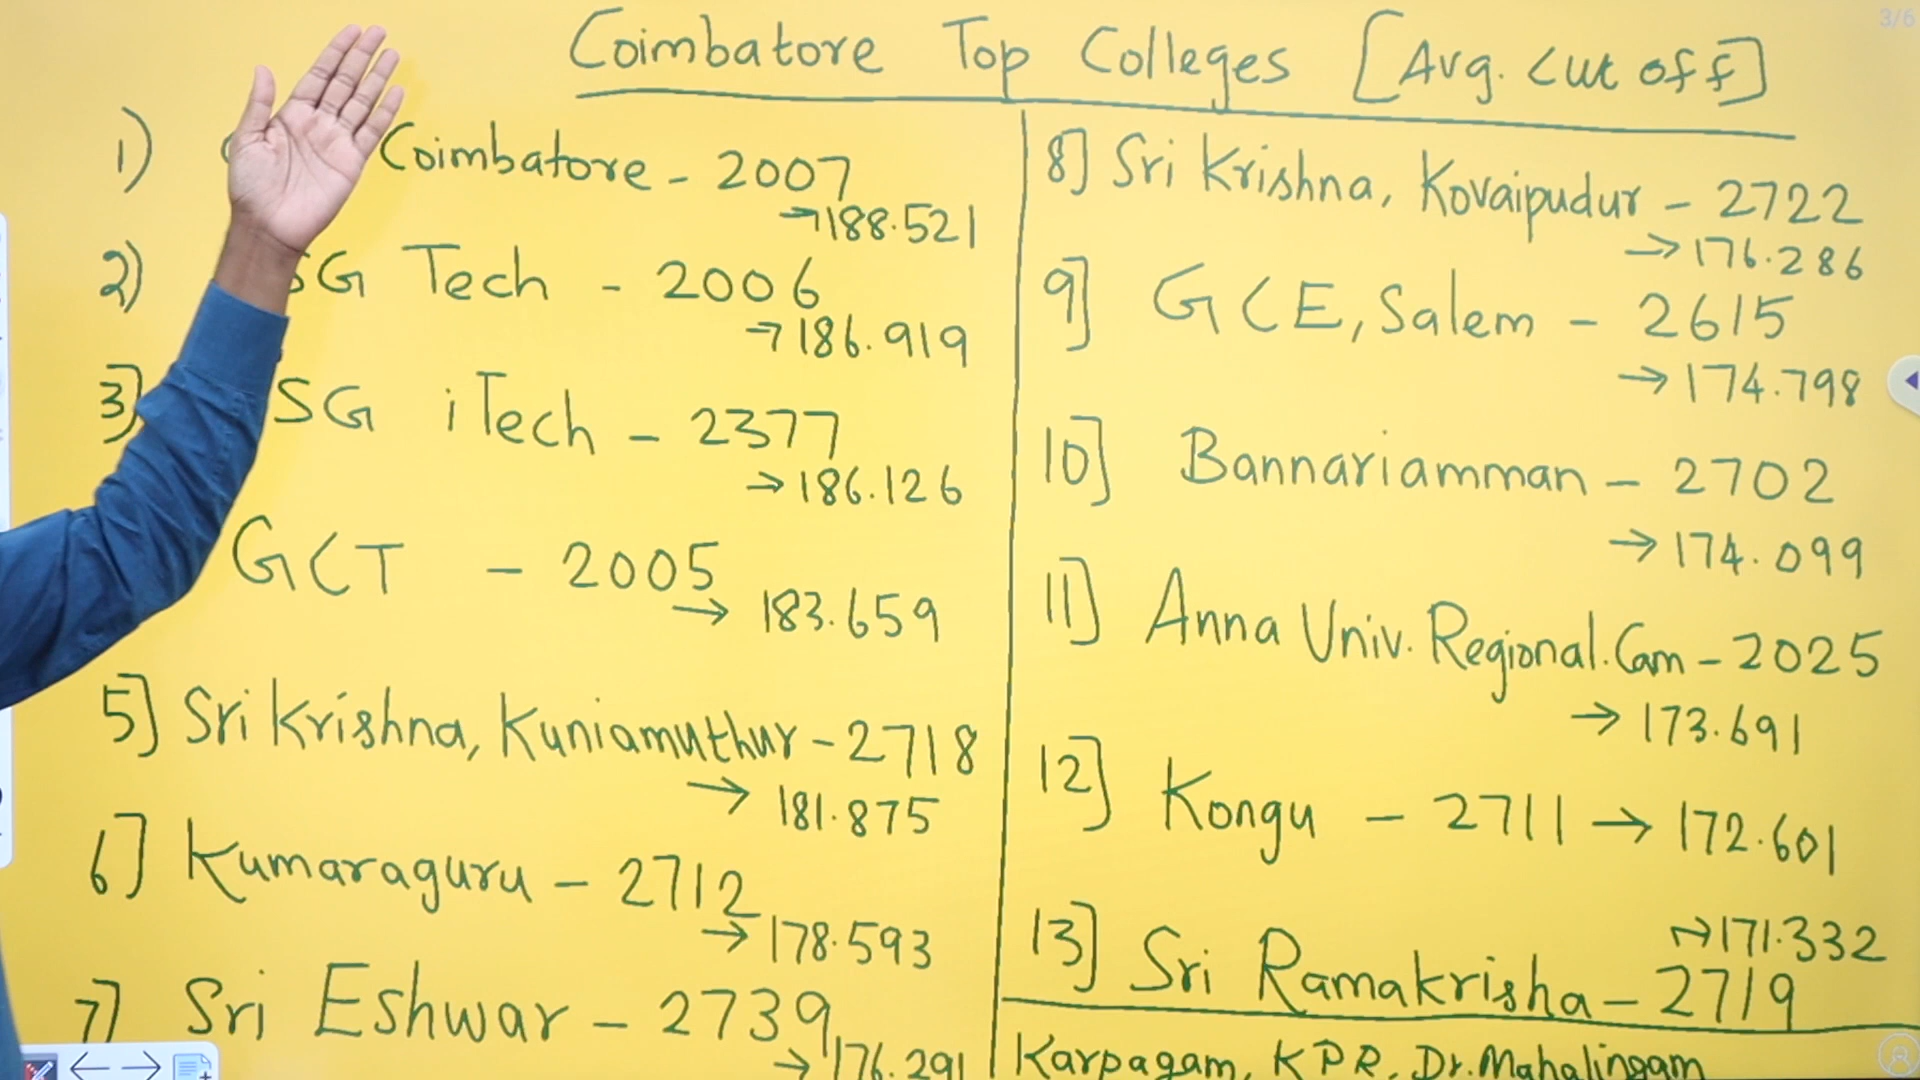 Coimbatore Top Colleges [Avg. cut off]
3/6
1) Coimbatore - 2007
→188.521
2) SG Tech - 2006
→186.919
3] SG iTech - 2377
→186.126
GCT - 2005
→ 183.659
5] Sri Krishna, Kuniamuthur - 2718
→ 181.875
6] Kumaraguru - 2712
→178.593
7] Sri Eshwar - 2739
→176.291
8] Sri Krishna, Kovaipudur - 2722
→176.286
9] GCE, Salem - 2615
→174.798
10] Bannariamman - 2702
→174.099
11] Anna Univ. Regional. Cam - 2025
→ 173.691
12] Kongu - 2711 → 172.601
→171.332
13] Sri Ramakrisha - 2719
Karpagam, KPR, Dr. Mahalingam